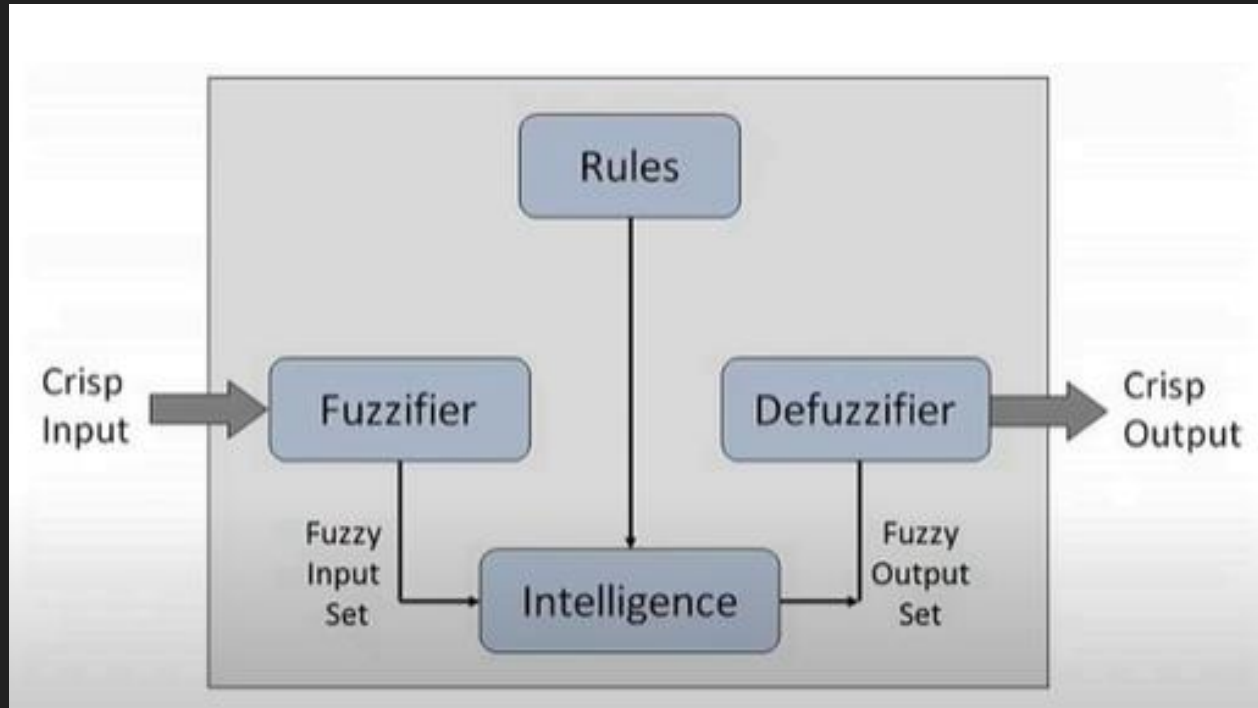 Rules
Crisp
Input
Fuzzifier
Defuzzifier
Crisp
Output
Fuzzy
Input
Set
Intelligence
Fuzzy
Output
Set